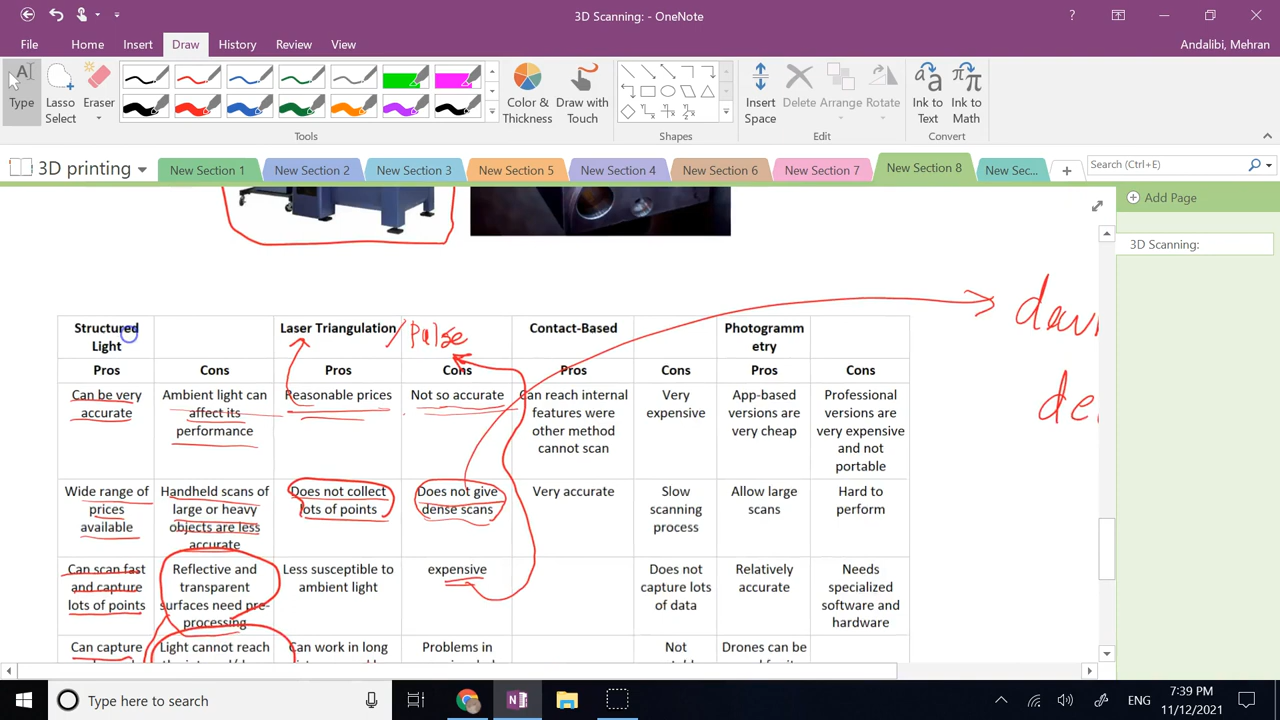 3D Scanning: - OneNote
File Home Insert Draw History Review View
Andalibi, Mehran
Type
Lasso Select
Eraser
Color & Thickness
Draw with Touch
Insert Space
Delete
Arrange
Rotate
Ink to Text
Ink to Math
Tools
Shapes
Edit
Convert
3D printing
New Section 1
New Section 2
New Section 3
New Section 5
New Section 4
New Section 6
New Section 7
New Section 8
New Sec...
Search (Ctrl+E)
Add Page
3D Scanning:
Structured Light
Laser Triangulation
/ Pulse
Contact-Based
Photogramm
etry
Pros Cons Pros Cons Pros Cons Pros Cons
Can be very accurate
Ambient light can affect its performance
Reasonable prices
Not so accurate
Can reach internal features were other method cannot scan
Very expensive
App-based versions are very cheap
Professional versions are very expensive and not portable
Wide range of prices available
Handheld scans of large or heavy objects are less accurate
Does not collect lots of points
Does not give dense scans
Very accurate
Slow scanning process
Allow large scans
Hard to perform
Can scan fast and capture lots of points
Reflective and transparent surfaces need pre-processing
Less susceptible to ambient light
expensive
Does not capture lots of data
Relatively accurate
Needs specialized software and hardware
Can capture
Light cannot reach
Can work in long
Problems in
Not
Drones can be
Type here to search
ENG
7:39 PM
11/12/2021